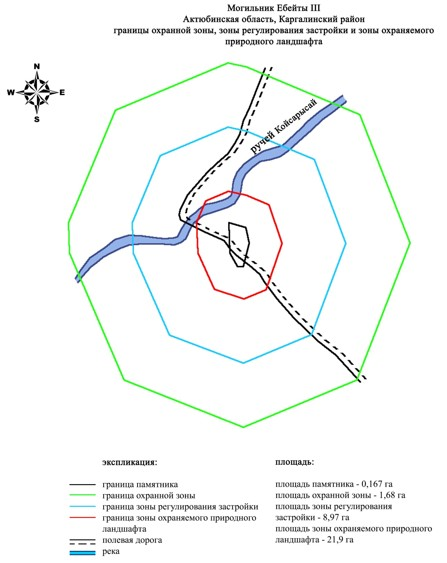 Могильник Ебейты III
Актюбинская область, Каргалинский район
границы охранной зоны, зоны регулирования застройки и зоны охраняемого
природного ландшафта
N
W E
S
ручей Койсарысай
экспликация:
граница памятника
граница охранной зоны
граница зоны регулирования застройки
граница зоны охраняемого природного
ландшафта
полевая дорога
река
площадь:
площадь памятника - 0,167 га
площадь охранной зоны - 1,68 га
площадь зоны регулирования
застройки - 8,97 га
площадь зоны охраняемого природного
ландшафта - 21,9 га